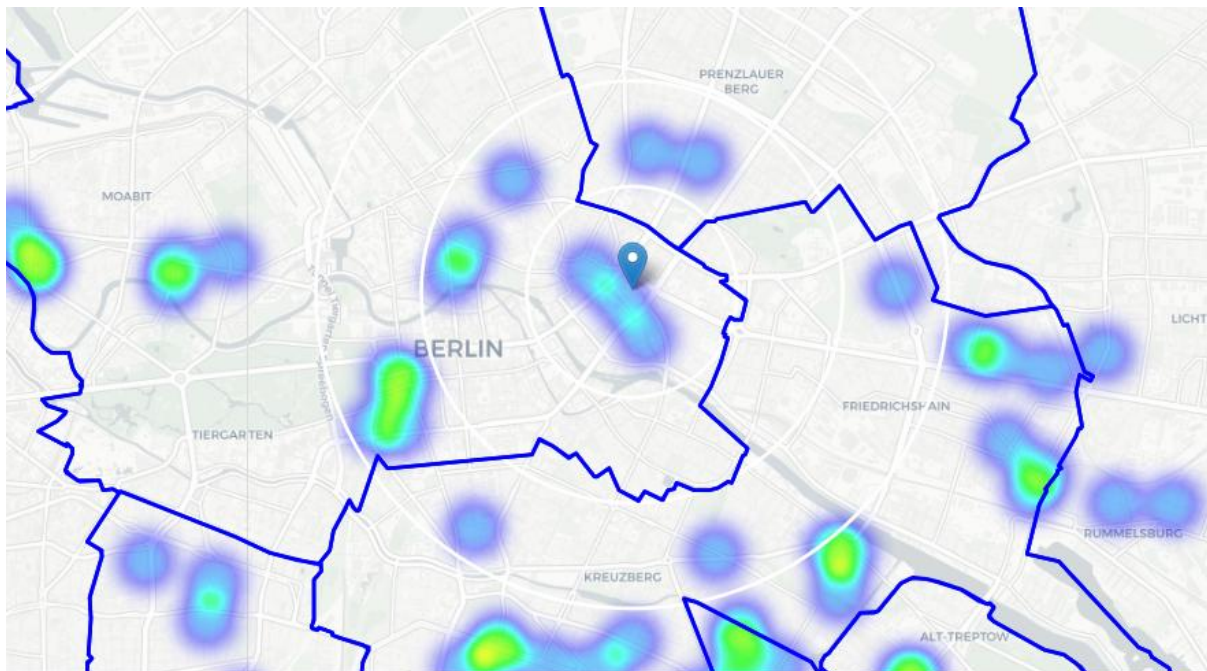 PRENZLAUER
BERG
MOABIT
LICHT
BERLIN
FRIEDRICHSHAIN
TIERGARTEN
RUMMELSBURG
KREUZBERG
ALT-TREPTOW